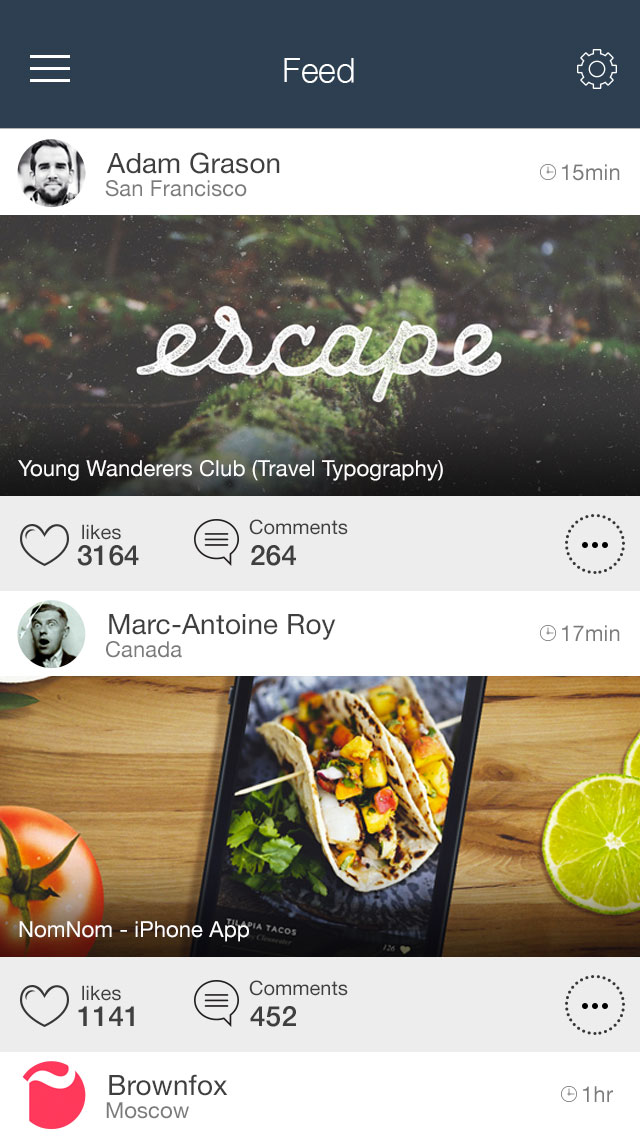 Feed
Adam Grason
San Francisco
15min
escape
Young Wanderers Club (Travel Typography)
likes
3164
Comments
264
Marc-Antoine Roy
Canada
17min
TILAPIA TACOS
126
NomNom - iPhone App
likes
1141
Comments
452
Brownfox
Moscow
1hr